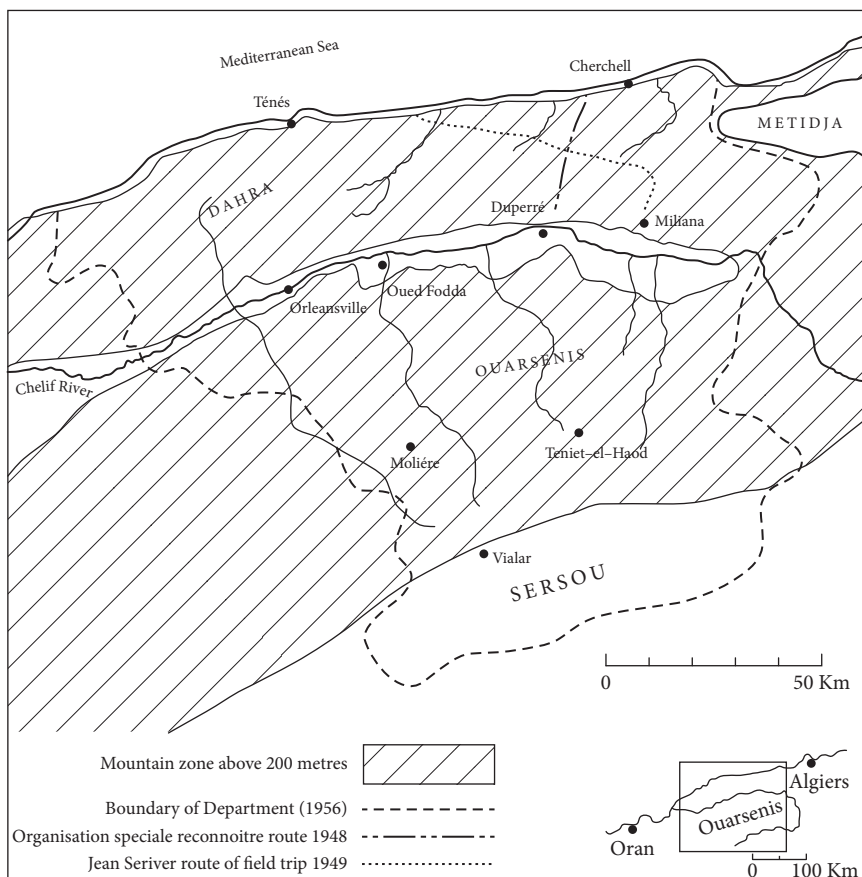 Mediterranean Sea
Cherchell
Ténés
METIDJA
DAHRA
Duperré
Miliana
Oued Fodda
Orleansville
OUARSENIS
Chelif River
Moliére
Teniet–el–Haod
Vialar
SERSOU
0 50 Km
Mountain zone above 200 metres
Boundary of Department (1956)
Organisation speciale reconnoitre route 1948
Jean Seriver route of field trip 1949
Algiers
Ouarsenis
Oran
0 100 Km